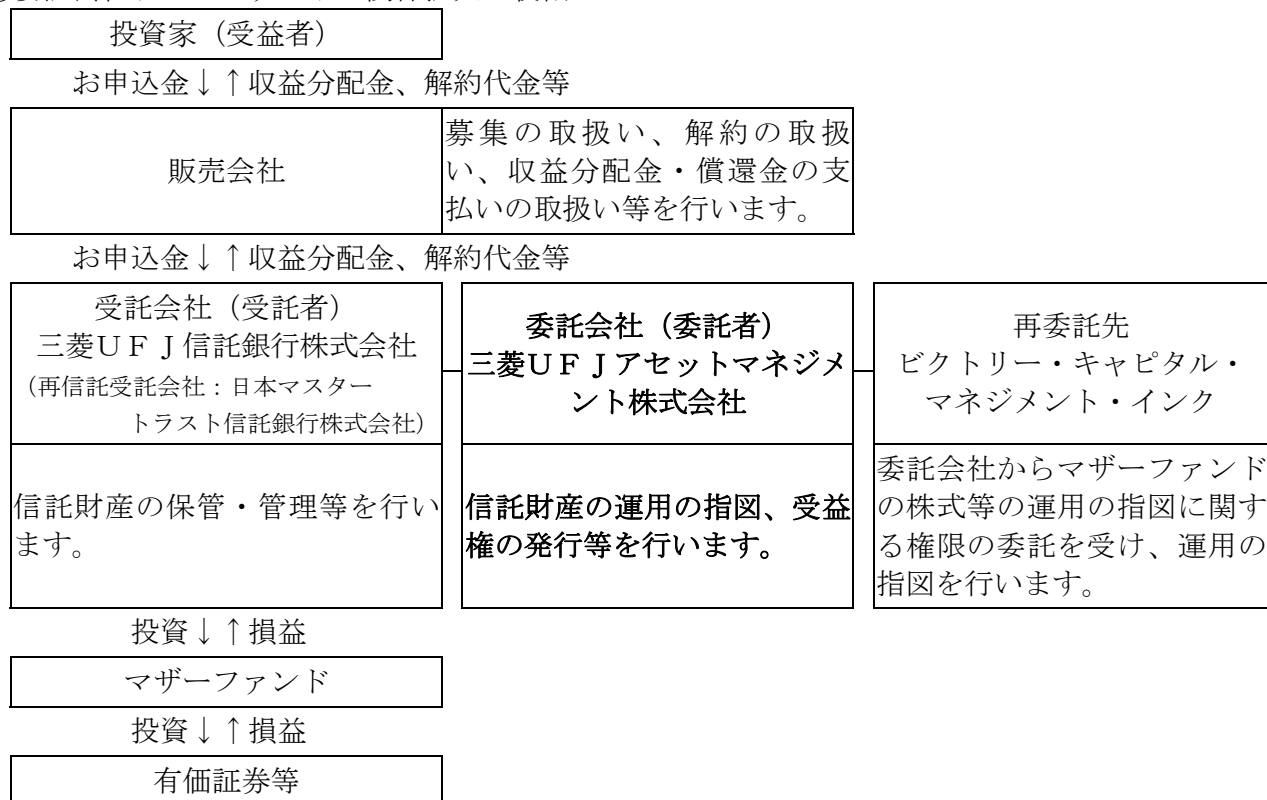 投資家（受益者）
お申込金↓↑収益分配金、解約代金等
販売会社
募集の取扱い、解約の取扱
い、収益分配金・償還金の支
払いの取扱い等を行います。
お申込金↓↑収益分配金、解約代金等
受託会社（受託者）
三菱ＵＦＪ信託銀行株式会社
（再信託受託会社：日本マスター
トラスト信託銀行株式会社）
委託会社（委託者）
三菱ＵＦＪアセットマネジメ
ント株式会社
再委託先
ビクトリー・キャピタル・
マネジメント・インク
信託財産の保管・管理等を行い
ます。
信託財産の運用の指図、受益
権の発行等を行います。
委託会社からマザーファンド
の株式等の運用の指図に関す
る権限の委託を受け、運用の
指図を行います。
投資↓↑損益
マザーファンド
投資↓↑損益
有価証券等